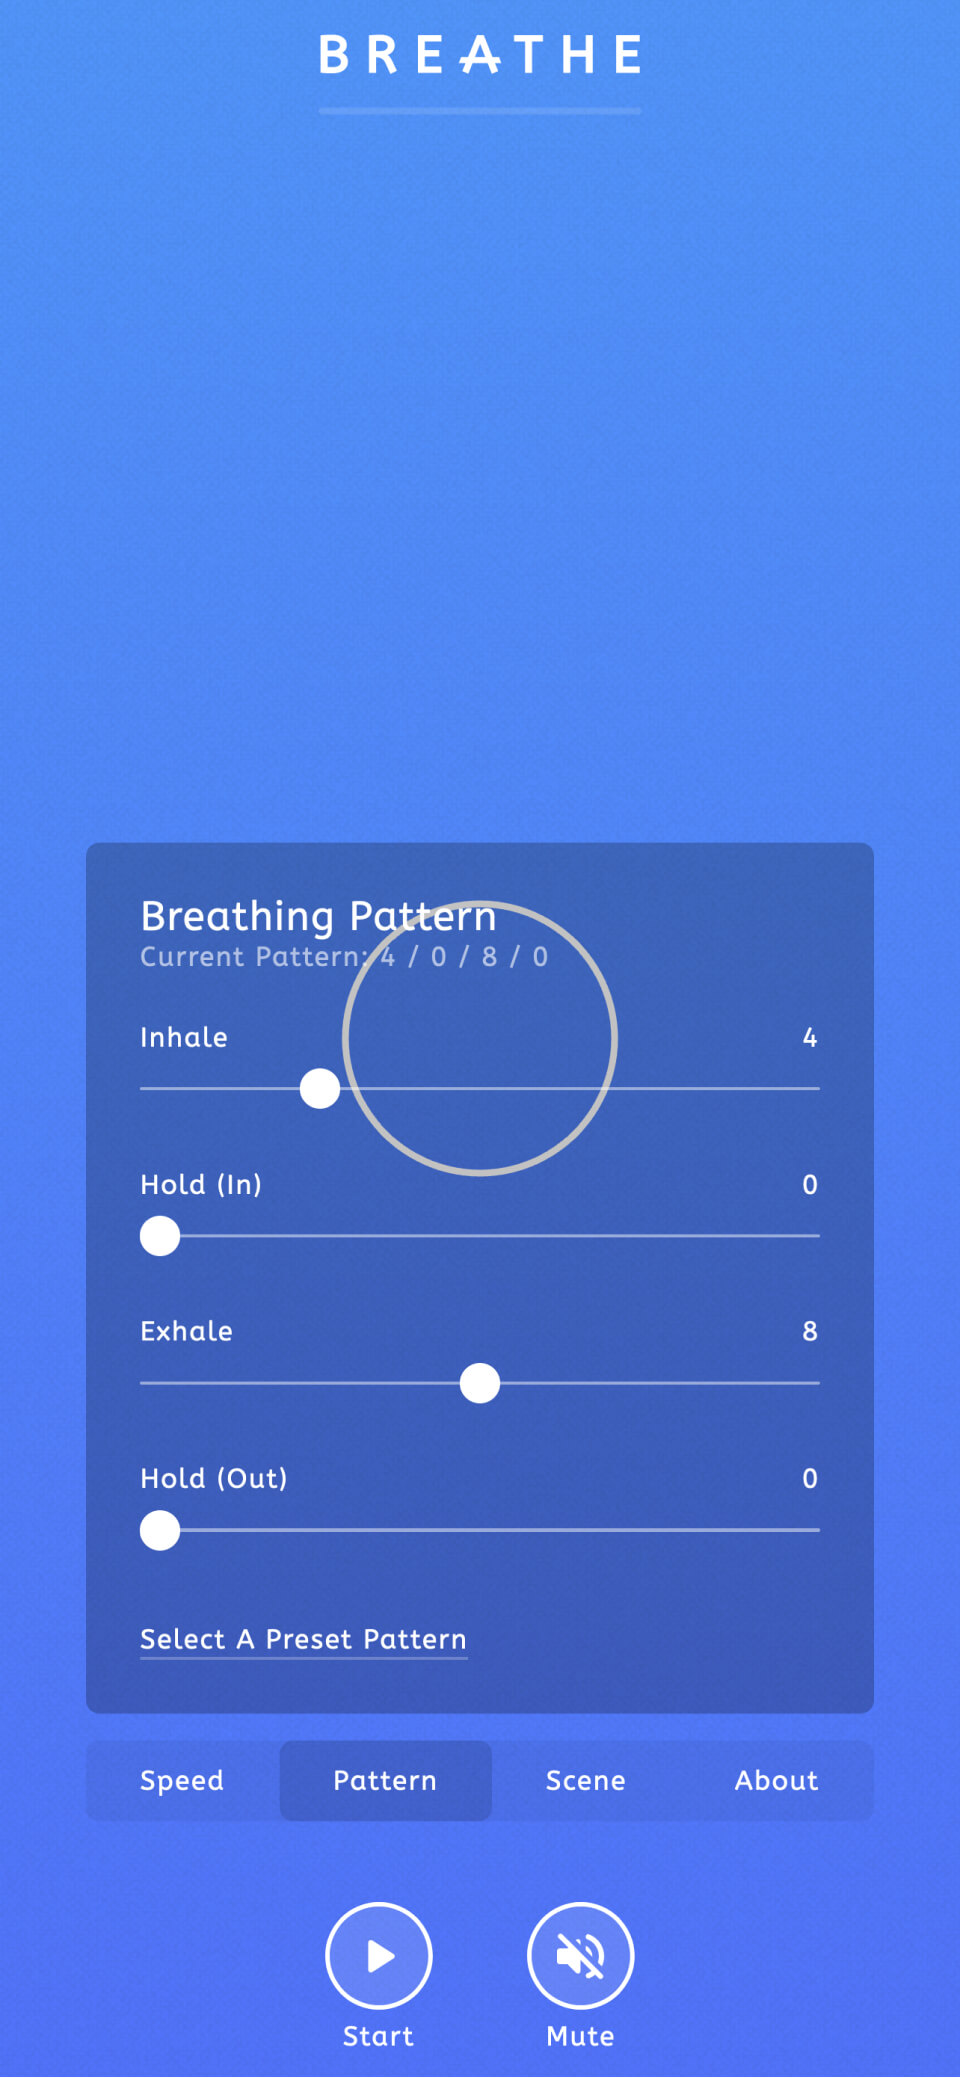 BREATHE
Breathing Pattern
Current Pattern: 4 / 0 / 8 / 0
Inhale 4
Hold (In) 0
Exhale 8
Hold (Out) 0
Select A Preset Pattern
Speed Pattern Scene About
Start Mute